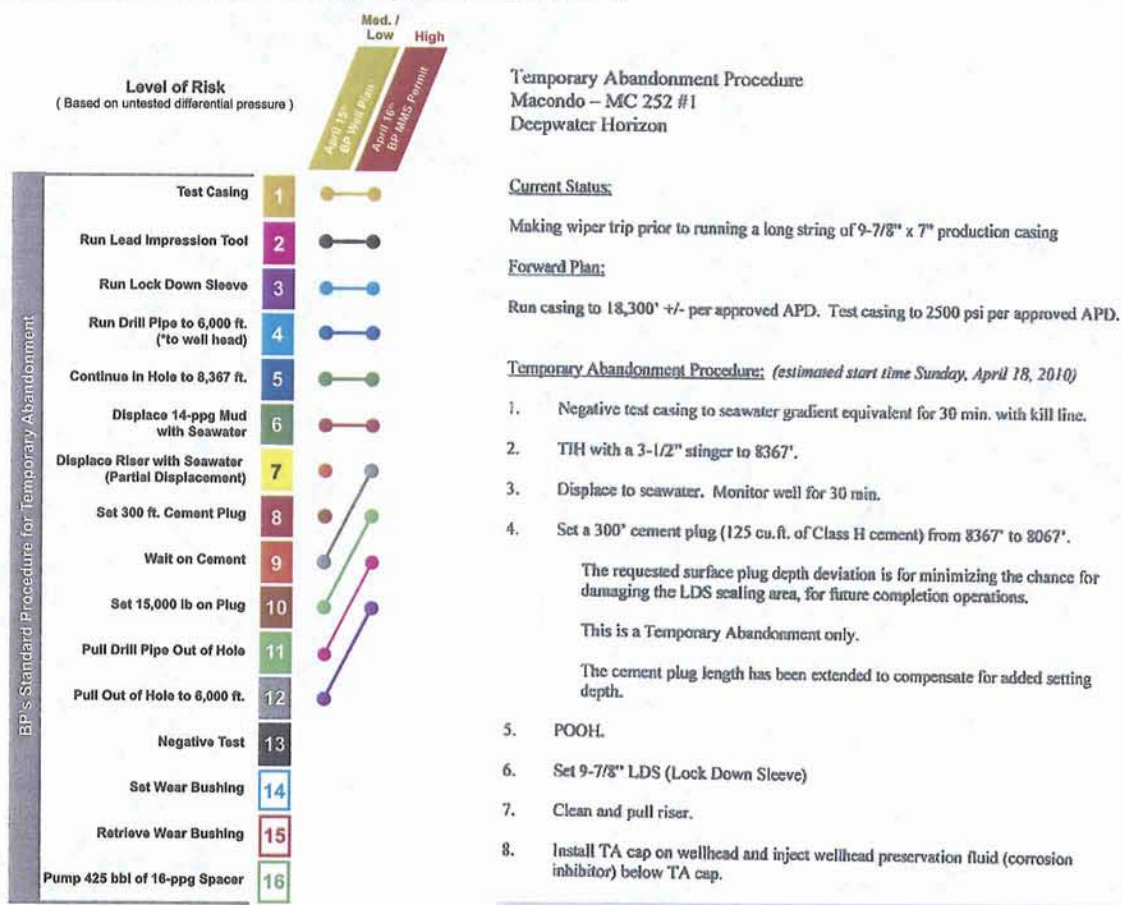 Med. /
Low
High
Level of Risk
( Based on untested differential pressure )
April 15th
BP Well Plan
April 16th
BP MMS Permit
BP's Standard Procedure for Temporary Abandonment
Test Casing 1
Run Lead Impression Tool 2
Run Lock Down Sleeve 3
Run Drill Pipe to 6,000 ft.
(*to well head) 4
Continue in Hole to 8,367 ft. 5
Displace 14-ppg Mud
with Seawater 6
Displace Riser with Seawater
(Partial Displacement) 7
Set 300 ft. Cement Plug 8
Wait on Cement 9
Set 15,000 lb on Plug 10
Pull Drill Pipe Out of Hole 11
Pull Out of Hole to 6,000 ft. 12
Negative Test 13
Set Wear Bushing 14
Retrieve Wear Bushing 15
Pump 425 bbl of 16-ppg Spacer 16
Temporary Abandonment Procedure
Macondo – MC 252 #1
Deepwater Horizon
Current Status:
Making wiper trip prior to running a long string of 9-7/8" x 7" production casing
Forward Plan:
Run casing to 18,300' +/- per approved APD. Test casing to 2500 psi per approved APD.
Temporary Abandonment Procedure: (estimated start time Sunday, April 18, 2010)
1. Negative test casing to seawater gradient equivalent for 30 min. with kill line.
2. TIH with a 3-1/2" stinger to 8367'.
3. Displace to seawater. Monitor well for 30 min.
4. Set a 300' cement plug (125 cu.ft. of Class H cement) from 8367' to 8067'.
The requested surface plug depth deviation is for minimizing the chance for
damaging the LDS sealing area, for future completion operations.
This is a Temporary Abandonment only.
The cement plug length has been extended to compensate for added setting
depth.
5. POOH.
6. Set 9-7/8" LDS (Lock Down Sleeve)
7. Clean and pull riser.
8. Install TA cap on wellhead and inject wellhead preservation fluid (corrosion
inhibitor) below TA cap.